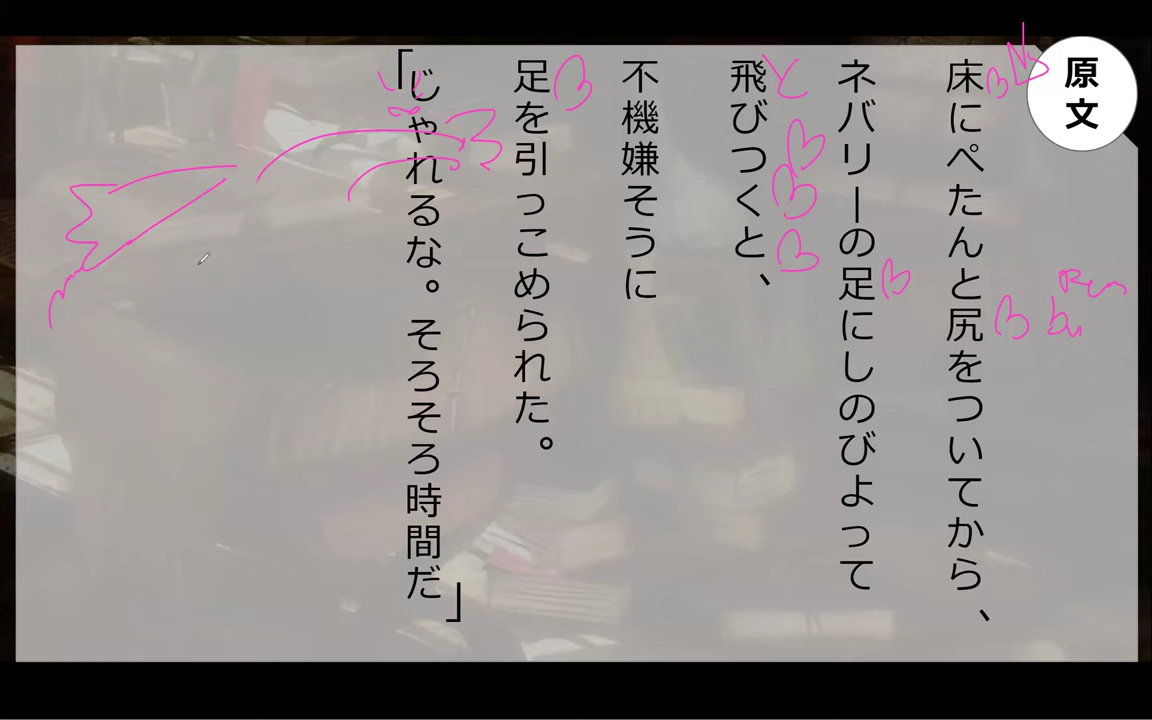 原文
床にぺたんと尻をついてから、
ネバリーの足にしのびよって
飛びつくと、
不機嫌そうに
足を引っこめられた。
「じゃれるな。そろそろ時間だ」